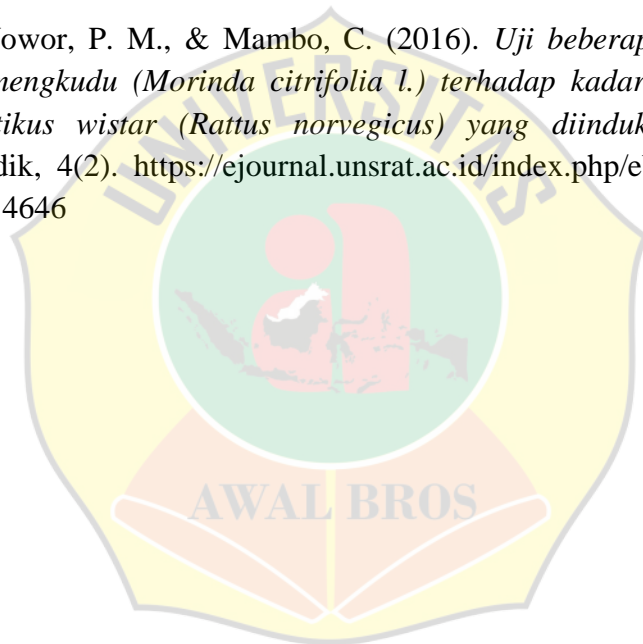 owor, P. M., & Mambo, C. (2016). Uji beberap
mengkudu (Morinda citrifolia l.) terhadap kadar
tikus wistar (Rattus norvegicus) yang diinduk
dik, 4(2). https://ejournal.unsrat.ac.id/index.php/e
4646
UNIVERSITAS
AWAL BROS